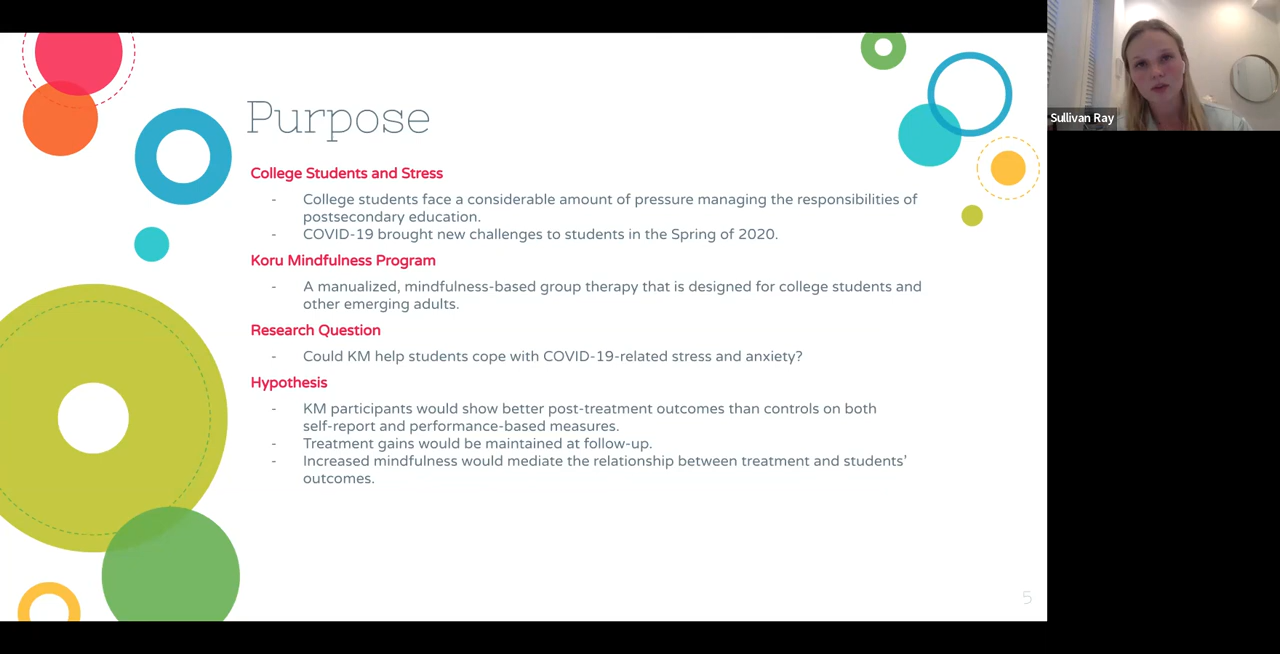 Purpose
College Students and Stress
- College students face a considerable amount of pressure managing the responsibilities of
postsecondary education.
- COVID-19 brought new challenges to students in the Spring of 2020.
Koru Mindfulness Program
- A manualized, mindfulness-based group therapy that is designed for college students and
other emerging adults.
Research Question
- Could KM help students cope with COVID-19-related stress and anxiety?
Hypothesis
- KM participants would show better post-treatment outcomes than controls on both
self-report and performance-based measures.
- Treatment gains would be maintained at follow-up.
- Increased mindfulness would mediate the relationship between treatment and students’
outcomes.
5
Sullivan Ray